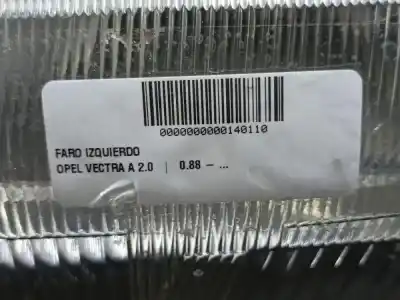 0000000000140110
FARO IZQUIERDO
OPEL VECTRA A 2.0 | 0.88 – ...